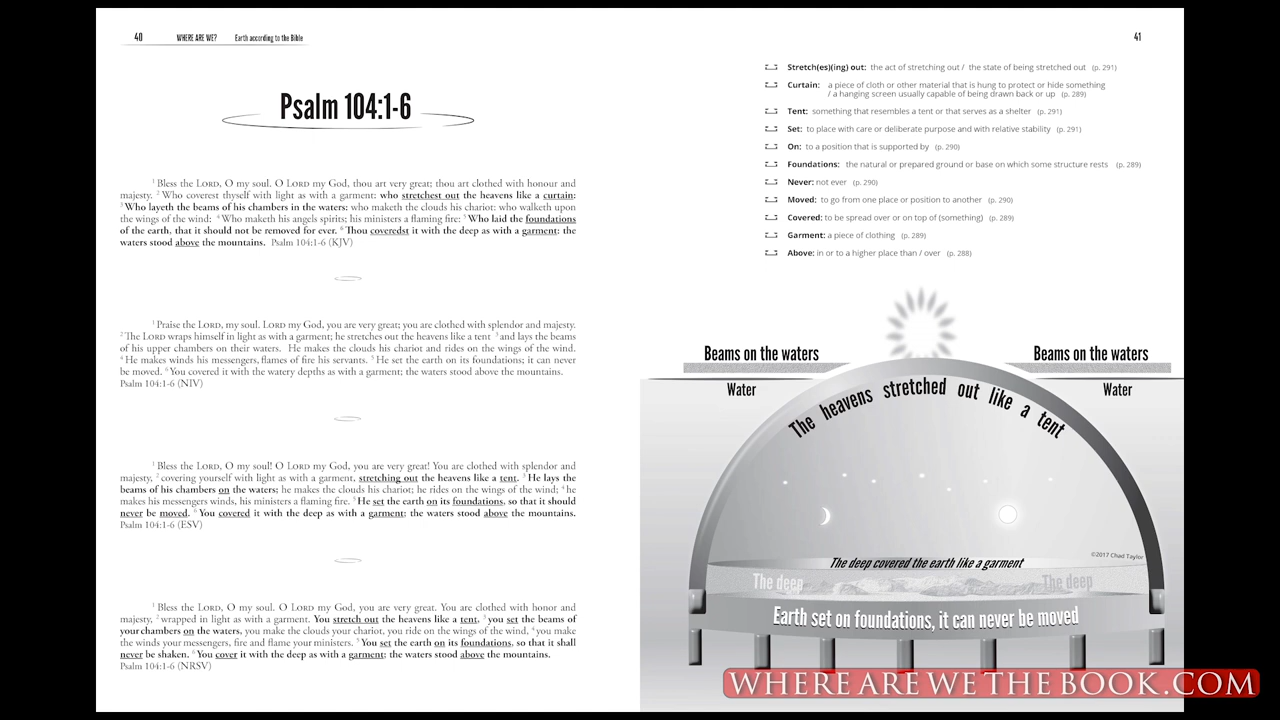 40 WHERE ARE WE? Earth according to the Bible
Psalm 104:1-6
1 Bless the LORD, O my soul. O LORD my God, thou art very great; thou art clothed with honour and
majesty. 2 Who coverest thyself with light as with a garment: who stretchest out the heavens like a curtain:
3 Who layeth the beams of his chambers in the waters: who maketh the clouds his chariot: who walketh upon
the wings of the wind: 4 Who maketh his angels spirits; his ministers a flaming fire: 5 Who laid the foundations
of the earth, that it should not be removed for ever. 6 Thou coveredst it with the deep as with a garment: the
waters stood above the mountains. Psalm 104:1-6 (KJV)
1 Praise the LORD, my soul. LORD my God, you are very great; you are clothed with splendor and majesty.
2 The LORD wraps himself in light as with a garment; he stretches out the heavens like a tent 3 and lays the beams
of his upper chambers on their waters. He makes the clouds his chariot and rides on the wings of the wind.
4 He makes winds his messengers, flames of fire his servants. 5 He set the earth on its foundations; it can never
be moved. 6 You covered it with the watery depths as with a garment; the waters stood above the mountains.
Psalm 104:1-6 (NIV)
1 Bless the LORD, O my soul! O LORD my God, you are very great! You are clothed with splendor and
majesty, 2 covering yourself with light as with a garment, stretching out the heavens like a tent. 3 He lays the
beams of his chambers on the waters; he makes the clouds his chariot; he rides on the wings of the wind; 4 he
makes his messengers winds, his ministers a flaming fire. 5 He set the earth on its foundations, so that it should
never be moved. 6 You covered it with the deep as with a garment; the waters stood above the mountains.
Psalm 104:1-6 (ESV)
1 Bless the LORD, O my soul. O LORD my God, you are very great. You are clothed with honor and
majesty, 2 wrapped in light as with a garment. You stretch out the heavens like a tent, 3 you set the beams of
your chambers on the waters, you make the clouds your chariot, you ride on the wings of the wind, 4 you make
the winds your messengers, fire and flame your ministers. 5 You set the earth on its foundations, so that it shall
never be shaken. 6 You cover it with the deep as with a garment; the waters stood above the mountains.
Psalm 104:1-6 (NRSV)
41
Stretch(es)(ing) out: the act of stretching out / the state of being stretched out (p. 291)
Curtain: a piece of cloth or other material that is hung to protect or hide something
/ a hanging screen usually capable of being drawn back or up (p. 289)
Tent: something that resembles a tent or that serves as a shelter (p. 291)
Set: to place with care or deliberate purpose and with relative stability (p. 291)
On: to a position that is supported by (p. 290)
Foundations: the natural or prepared ground or base on which some structure rests (p. 289)
Never: not ever (p. 290)
Moved: to go from one place or position to another (p. 290)
Covered: to be spread over or on top of (something) (p. 289)
Garment: a piece of clothing (p. 289)
Above: in or to a higher place than / over (p. 288)
Beams on the waters Beams on the waters
Water Water
The heavens stretched out like a tent
©2017 Chad Taylor
The deep covered the earth like a garment
The deep The deep
Earth set on foundations, it can never be moved
WHEREAREWETHEBOOK.COM